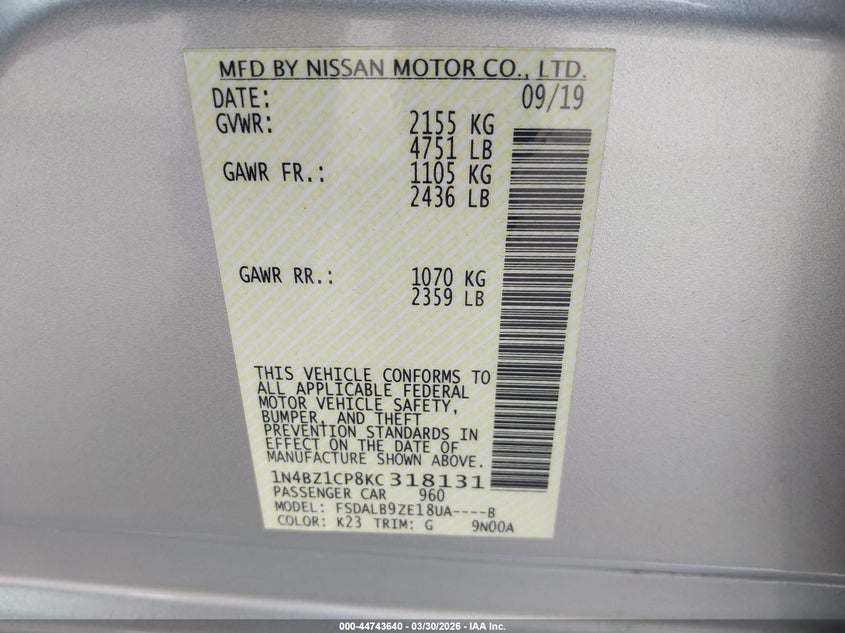 MFD BY NISSAN MOTOR CO., LTD.
DATE: 09/19
GVWR: 2155 KG
4751 LB
GAWR FR.: 1105 KG
2436 LB
GAWR RR.: 1070 KG
2359 LB
THIS VEHICLE CONFORMS TO
ALL APPLICABLE FEDERAL
MOTOR VEHICLE SAFETY,
BUMPER, AND THEFT
PREVENTION STANDARDS IN
EFFECT ON THE DATE OF
MANUFACTURE SHOWN ABOVE.
1N4BZ1CP8KC318131
PASSENGER CAR 960
MODEL: FSDALB9ZE18UA----B
COLOR: K23 TRIM: G 9N00A
000-44743640 - 03/30/2026 - IAA Inc.